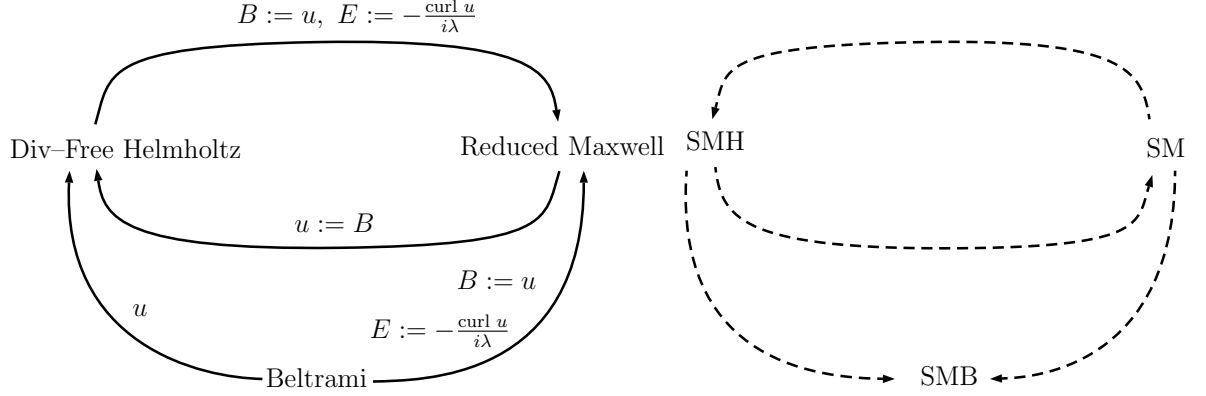 B := u, E := −curl u / iλ
Div–Free Helmholtz
Reduced Maxwell
SMH
SM
u := B
B := u
u
E := −curl u / iλ
Beltrami
SMB